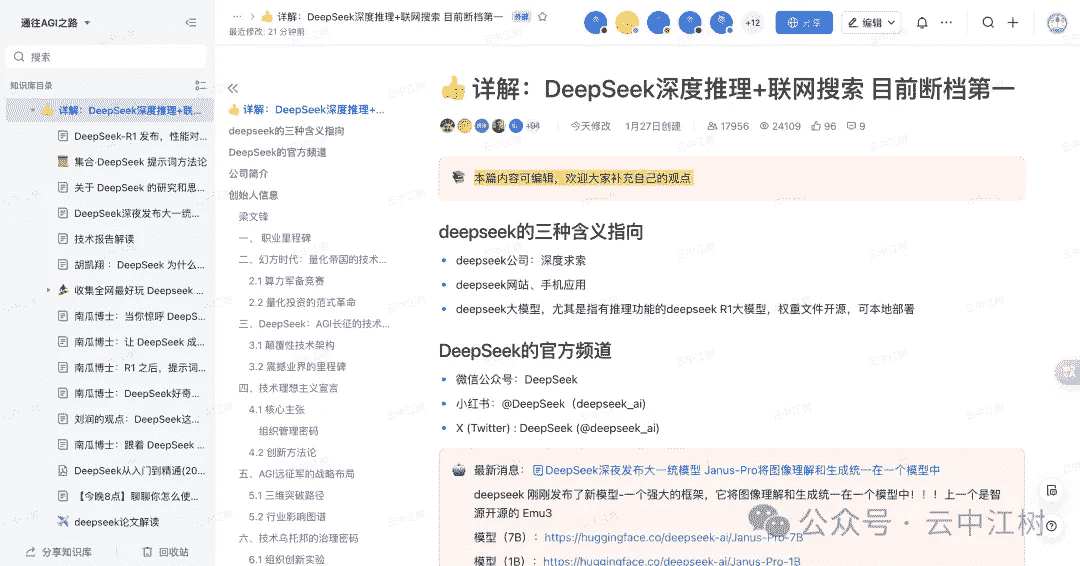 通往AGI之路
搜索
知识库目录
详解：DeepSeek深度推理+联...
DeepSeek-R1 发布，性能对...
集合·DeepSeek 提示词方法论
关于 DeepSeek 的研究和思...
DeepSeek深夜发布大一统...
技术报告解读
胡凯翔：DeepSeek 为什么...
收集全网最好玩 Deepseek ...
南瓜博士：当你惊呼 DeepS...
南瓜博士：让 DeepSeek 成...
南瓜博士：R1 之后，提示词...
南瓜博士：DeepSeek好奇...
刘润的观点：DeepSeek这...
南瓜博士：跟着 DeepSeek ...
DeepSeek从入门到精通(20...
【今晚8点】聊聊你怎么使...
deepseek论文解读
分享知识库
回收站
... > 详解：DeepSeek深度推理+联网搜索 目前断档第一 外部
最近修改: 21 分钟前
+12
分享
编辑
详解：DeepSeek深度推理+...
deepseek的三种含义指向
DeepSeek的官方频道
公司简介
创始人信息
梁文锋
一、 职业里程碑
二、幻方时代：量化帝国的技术...
2.1 算力军备竞赛
2.2 量化投资的范式革命
三、DeepSeek：AGI长征的技术...
3.1 颠覆性技术架构
3.2 震撼业界的里程碑
四、技术理想主义宣言
4.1 核心主张
组织管理密码
4.2 创新方法论
五、AGI远征军的战略布局
5.1 三维突破路径
5.2 行业影响图谱
六、技术乌托邦的治理密码
6.1 组织创新实验
详解：DeepSeek深度推理+联网搜索 目前断档第一
+94 今天修改 1月27日创建 17956 24109 96 9
本篇内容可编辑，欢迎大家补充自己的观点
deepseek的三种含义指向
deepseek公司：深度求索
deepseek网站、手机应用
deepseek大模型，尤其是指有推理功能的deepseek R1大模型，权重文件开源，可本地部署
DeepSeek的官方频道
微信公众号：DeepSeek
小红书：@DeepSeek（deepseek_ai)
X (Twitter) : DeepSeek (@deepseek_ai)
最新消息： DeepSeek深夜发布大一统模型 Janus-Pro将图像理解和生成统一在一个模型中
deepseek 刚刚发布了新模型-一个强大的框架，它将图像理解和生成统一在一个模型中！！！上一个是智
源开源的 Emu3
模型（7B）：https://huggingface.co/deepseek-ai/Janus-Pro-7B
模型（1B）：https://huggingface.co/deepseek-ai/Janus-Pro-1B
公众号 · 云中江树